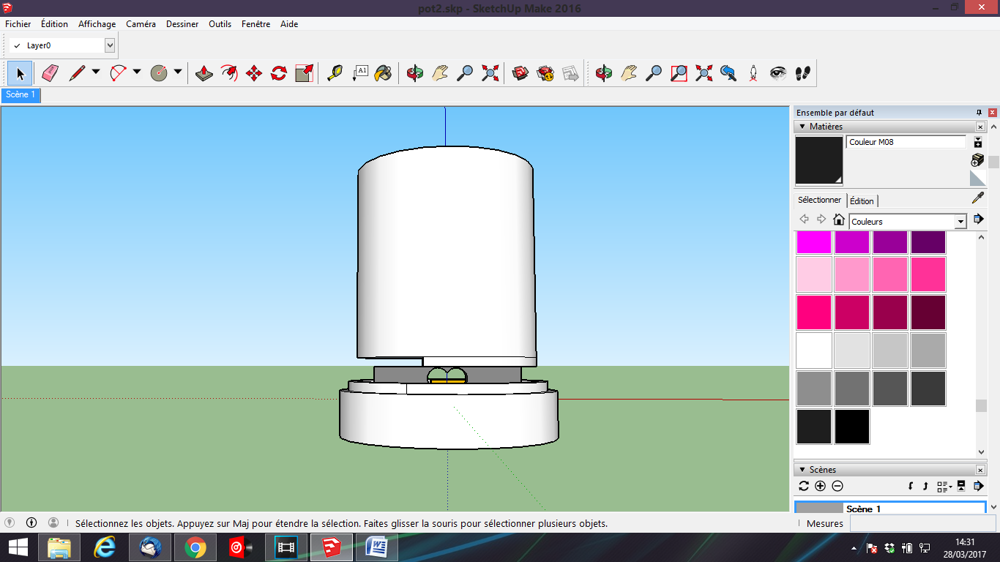 pot2.skp - SketchUp Make 2016
Fichier Édition Affichage Caméra Dessiner Outils Fenêtre Aide
Layer0
A1
Scène 1
Ensemble par défaut
Matières
Couleur M08
Sélectionner Édition
Couleurs
Scènes
Scène 1
Sélectionnez les objets. Appuyez sur Maj pour étendre la sélection. Faites glisser la souris pour sélectionner plusieurs objets.
Mesures
14:31
28/03/2017